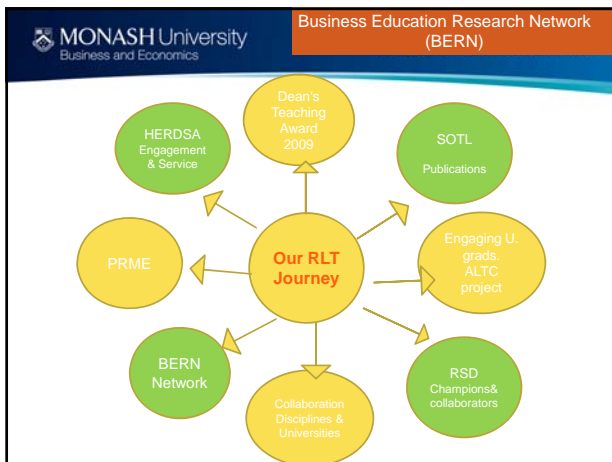 MONASH University
Business and Economics
Business Education Research Network
(BERN)
Dean's
Teaching
Award
2009
HERDSA
Engagement
& Service
SOTL
Publications
PRME
Our RLT
Journey
Engaging U.
grads.
ALTC
project
BERN
Network
Collaboration
Disciplines &
Universities
RSD
Champions&
collaborators